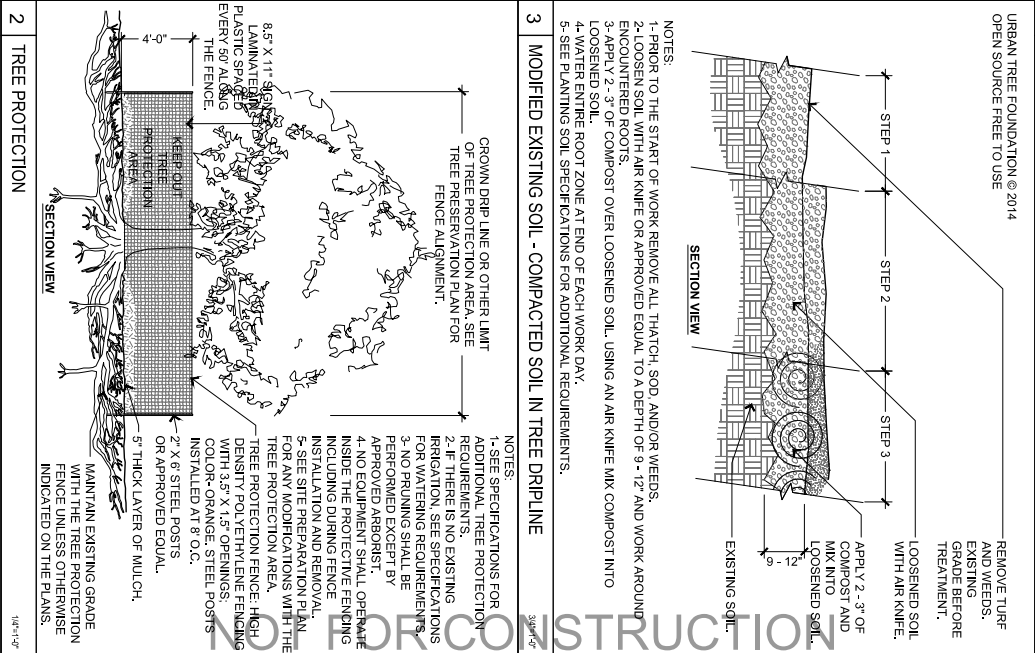 URBAN TREE FOUNDATION © 2014
OPEN SOURCE FREE TO USE
REMOVE TURF
AND WEEDS.
EXISTING
GRADE BEFORE
TREATMENT.
LOOSENED SOIL
WITH AIR KNIFE.
APPLY 2 - 3" OF
COMPOST AND
MIX INTO
LOOSENED SOIL.
STEP 1
STEP 2
STEP 3
9 - 12"
EXISTING SOIL.
SECTION VIEW
NOTES:
1- PRIOR TO THE START OF WORK REMOVE ALL THATCH, SOD, AND/OR WEEDS.
2- LOOSEN SOIL WITH AIR KNIFE OR APPROVED EQUAL TO A DEPTH OF 9 - 12" AND WORK AROUND
ENCOUNTERED ROOTS.
3- APPLY 2 - 3" OF COMPOST OVER LOOSENED SOIL. USING AN AIR KNIFE MIX COMPOST INTO
LOOSENED SOIL.
4- WATER ENTIRE ROOT ZONE AT END OF EACH WORK DAY.
5- SEE PLANTING SOIL SPECIFICATIONS FOR ADDITIONAL REQUIREMENTS.
3
MODIFIED EXISTING SOIL - COMPACTED SOIL IN TREE DRIPLINE
3/4"=1'-0"
CROWN DRIP LINE OR OTHER LIMIT
OF TREE PROTECTION AREA. SEE
TREE PRESERVATION PLAN FOR
FENCE ALIGNMENT.
8.5" X 11" SIGN
LAMINATED IN
PLASTIC SPACED
EVERY 50' ALONG
THE FENCE.
4'-0"
KEEP OUT
TREE
PROTECTION
AREA
SECTION VIEW
NOTES:
1-SEE SPECIFICATIONS FOR
ADDITIONAL TREE PROTECTION
REQUIREMENTS.
2- IF THERE IS NO EXISTING
IRRIGATION, SEE SPECIFICATIONS
FOR WATERING REQUIREMENTS.
3- NO PRUNING SHALL BE
PERFORMED EXCEPT BY
APPROVED ARBORIST.
4- NO EQUIPMENT SHALL OPERATE
INSIDE THE PROTECTIVE FENCING
INCLUDING DURING FENCE
INSTALLATION AND REMOVAL.
5- SEE SITE PREPARATION PLAN
FOR ANY MODIFICATIONS WITH THE
TREE PROTECTION AREA.
TREE PROTECTION FENCE: HIGH
DENSITY POLYETHYLENE FENCING
WITH 3.5" X 1.5" OPENINGS;
COLOR- ORANGE. STEEL POSTS
INSTALLED AT 8' O.C.
2" X 6' STEEL POSTS
OR APPROVED EQUAL.
5" THICK LAYER OF MULCH.
MAINTAIN EXISTING GRADE
WITH THE TREE PROTECTION
FENCE UNLESS OTHERWISE
INDICATED ON THE PLANS.
2
TREE PROTECTION
1/4"=1'-0"
NOT FOR CONSTRUCTION